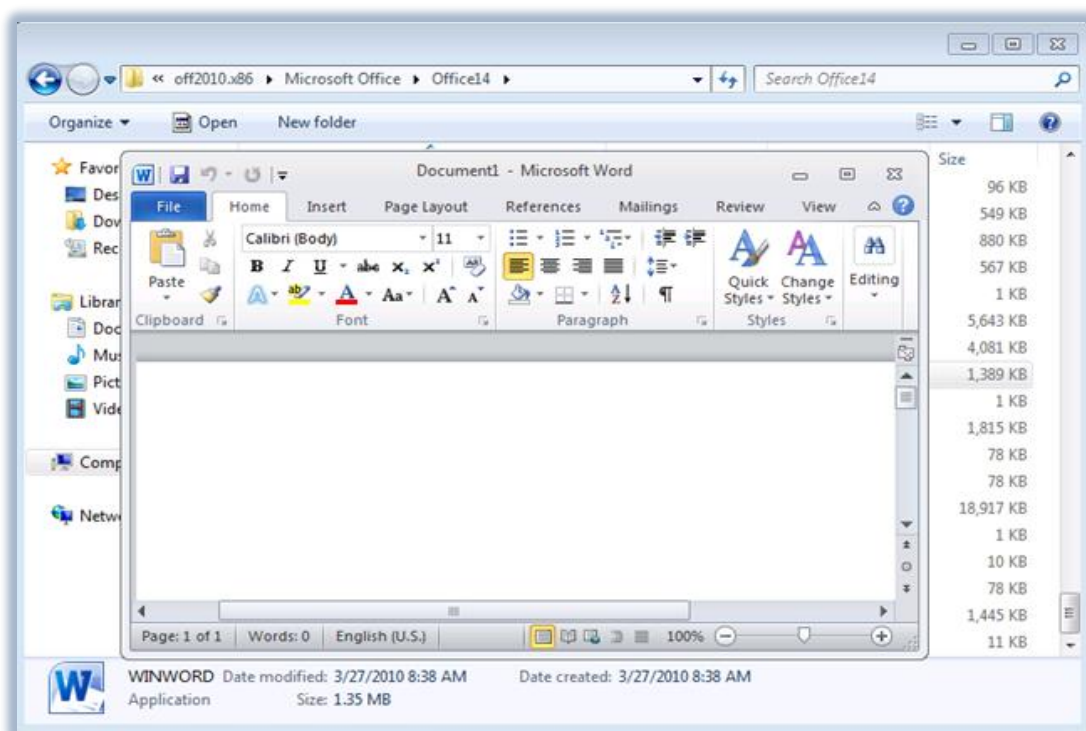 « off2010.x86 ▸ Microsoft Office ▸ Office14 ▸ Search Office14
Organize Open New folder
Size
Favor
Des
Dov
Rec
Librar
Doc
Mus
Pict
Vide
Comp
Netwo
Document1 - Microsoft Word
File Home Insert Page Layout References Mailings Review View
Calibri (Body) 11
Paste
B I U abc x₂ x² Aa A A
Quick Styles Change Styles Editing
Clipboard Font Paragraph Styles
96 KB
549 KB
880 KB
567 KB
1 KB
5,643 KB
4,081 KB
1,389 KB
1 KB
1,815 KB
78 KB
78 KB
18,917 KB
1 KB
10 KB
78 KB
1,445 KB
11 KB
Page: 1 of 1 Words: 0 English (U.S.) 100%
WINWORD Date modified: 3/27/2010 8:38 AM Date created: 3/27/2010 8:38 AM
Application Size: 1.35 MB